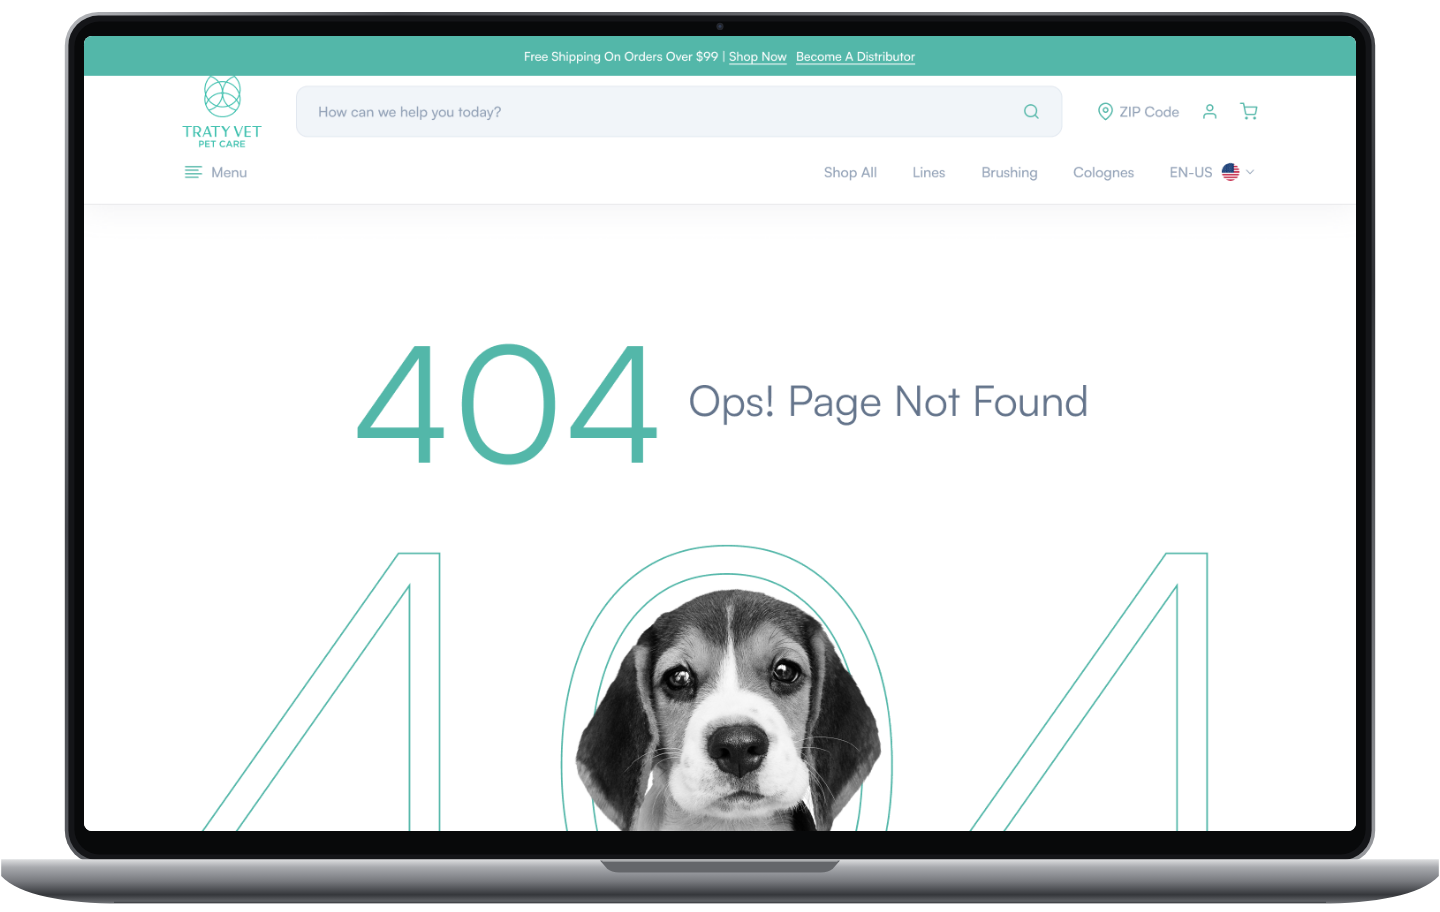 Free Shipping On Orders Over $99 | Shop Now Become A Distributor
TRATY VET
PET CARE
How can we help you today?
ZIP Code
Menu
Shop All
Lines
Brushing
Colognes
EN-US
404
Ops! Page Not Found
404